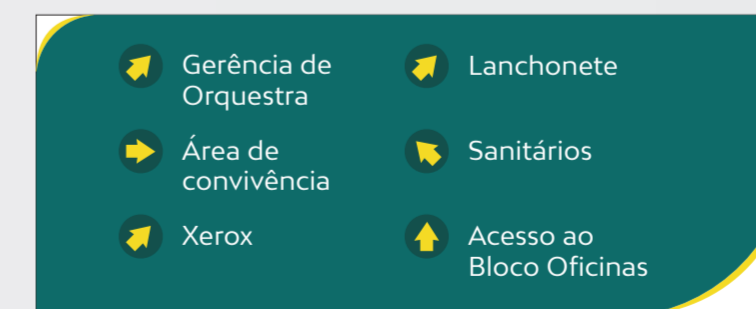 Gerência de
Orquestra
Área de
convivência
Xerox
Lanchonete
Sanitários
Acesso ao
Bloco Oficinas